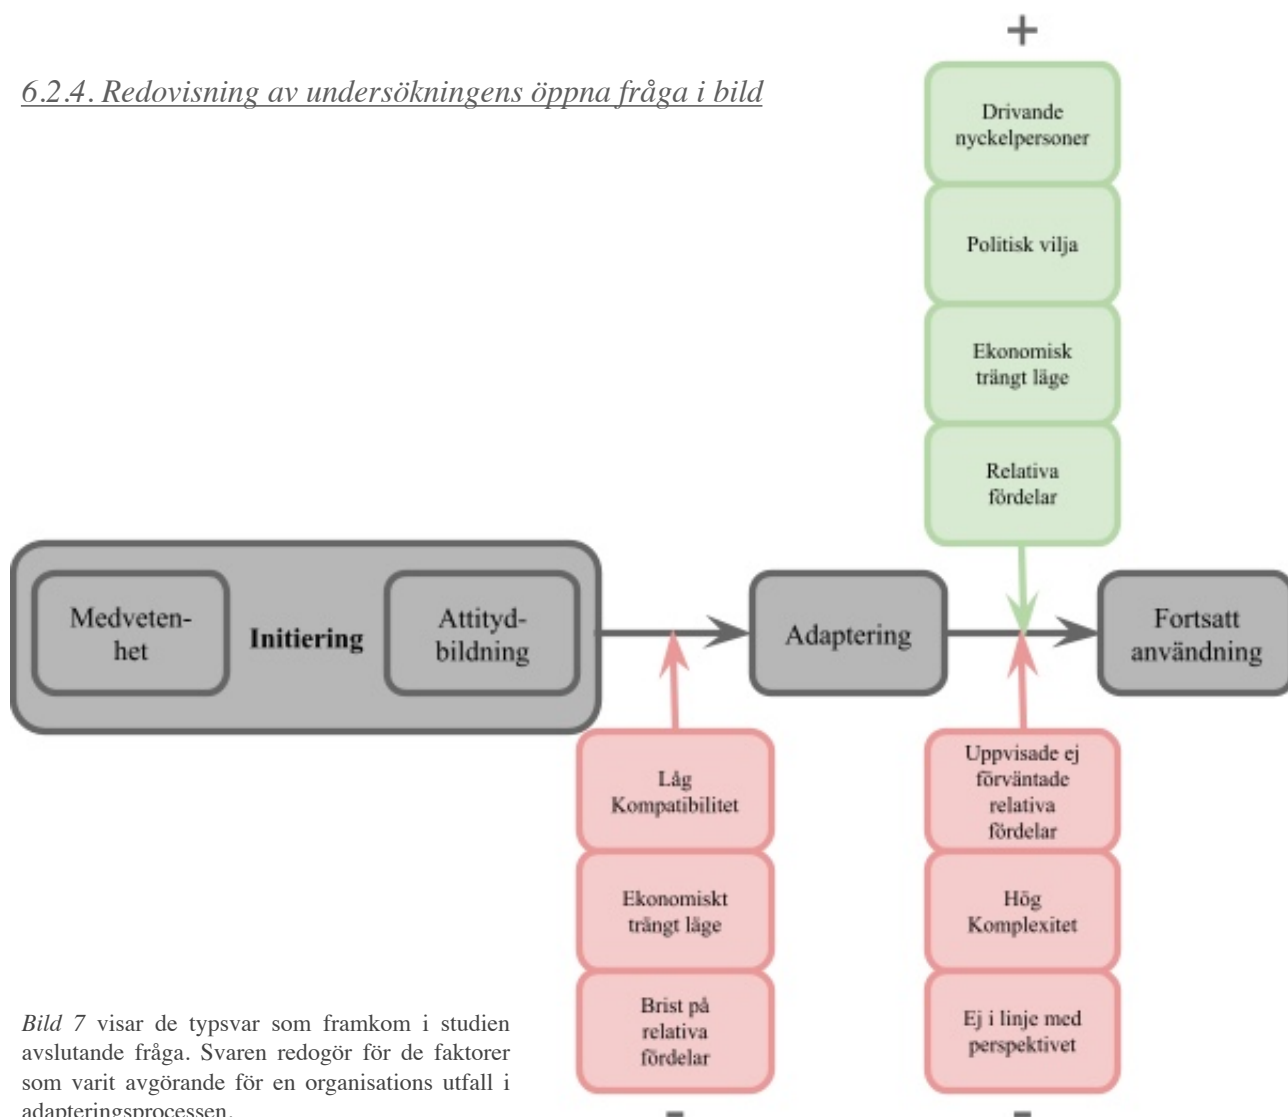 6.2.4. Redovisning av undersökningens öppna fråga i bild
+
Drivande
nyckelpersoner
Politisk vilja
Ekonomisk
trängt läge
Relativa
fördelar
Medveten-
het
Initiering
Attityd-
bildning
Adaptering
Fortsatt
användning
Låg
Kompatibilitet
Ekonomiskt
trängt läge
Brist på
relativa
fördelar
-
Uppvisade ej
förväntade
relativa
fördelar
Hög
Komplexitet
Ej i linje med
perspektivet
-
Bild 7 visar de typsvar som framkom i studien
avslutande fråga. Svaren redogör för de faktorer
som varit avgörande för en organisations utfall i
adapteringsprocessen.